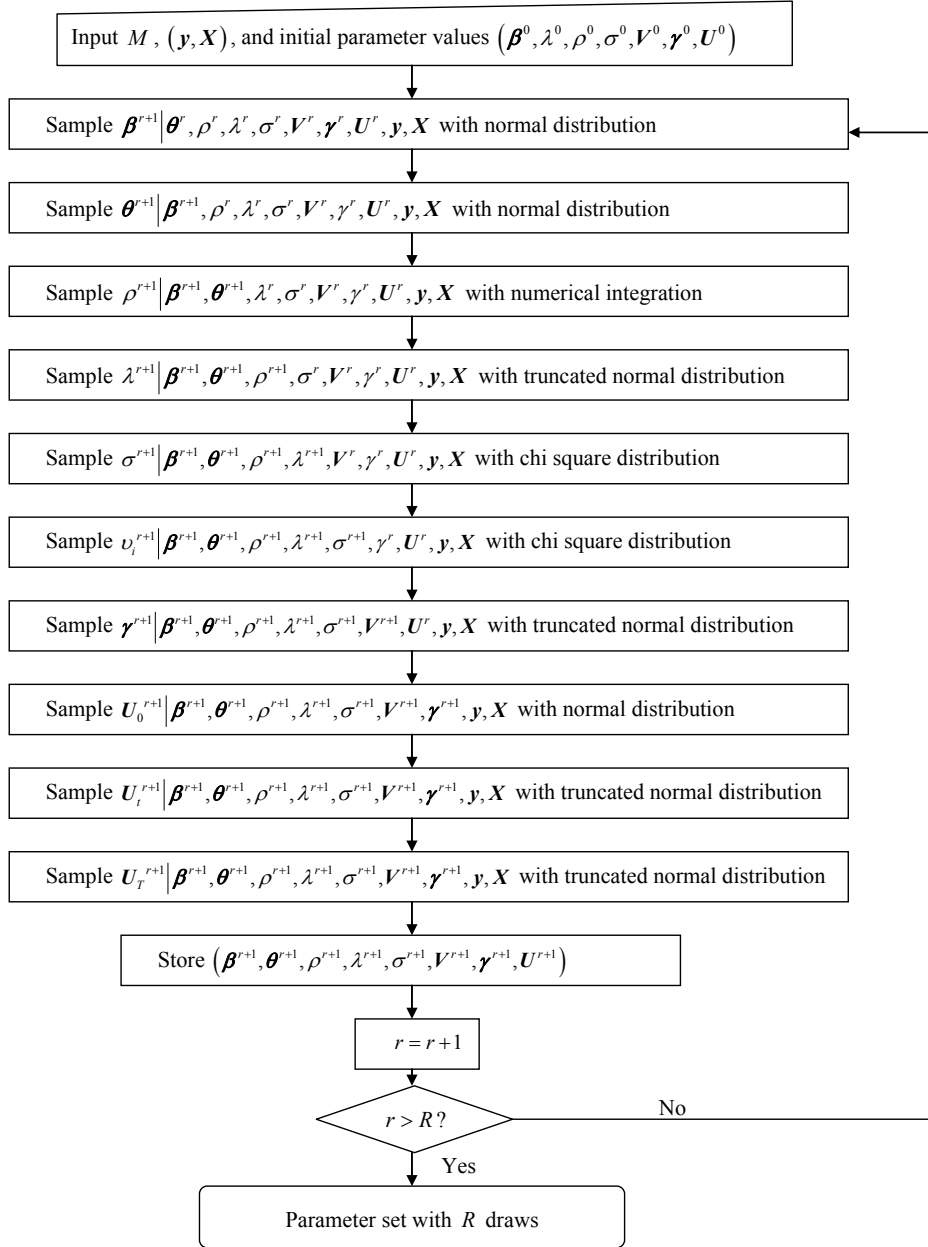 Input M, (y, X), and initial parameter values (β⁰, λ⁰, ρ⁰, σ⁰, V⁰, γ⁰, U⁰)
Sample β^{r+1} | θ^r, ρ^r, λ^r, σ^r, V^r, γ^r, U^r, y, X with normal distribution
Sample θ^{r+1} | β^{r+1}, ρ^r, λ^r, σ^r, V^r, γ^r, U^r, y, X with normal distribution
Sample ρ^{r+1} | β^{r+1}, θ^{r+1}, λ^r, σ^r, V^r, γ^r, U^r, y, X with numerical integration
Sample λ^{r+1} | β^{r+1}, θ^{r+1}, ρ^{r+1}, σ^r, V^r, γ^r, U^r, y, X with truncated normal distribution
Sample σ^{r+1} | β^{r+1}, θ^{r+1}, ρ^{r+1}, λ^{r+1}, V^r, γ^r, U^r, y, X with chi square distribution
Sample υ_i^{r+1} | β^{r+1}, θ^{r+1}, ρ^{r+1}, λ^{r+1}, σ^{r+1}, γ^r, U^r, y, X with chi square distribution
Sample γ^{r+1} | β^{r+1}, θ^{r+1}, ρ^{r+1}, λ^{r+1}, σ^{r+1}, V^{r+1}, U^r, y, X with truncated normal distribution
Sample U_0^{r+1} | β^{r+1}, θ^{r+1}, ρ^{r+1}, λ^{r+1}, σ^{r+1}, V^{r+1}, γ^{r+1}, y, X with normal distribution
Sample U_t^{r+1} | β^{r+1}, θ^{r+1}, ρ^{r+1}, λ^{r+1}, σ^{r+1}, V^{r+1}, γ^{r+1}, y, X with truncated normal distribution
Sample U_T^{r+1} | β^{r+1}, θ^{r+1}, ρ^{r+1}, λ^{r+1}, σ^{r+1}, V^{r+1}, γ^{r+1}, y, X with truncated normal distribution
Store (β^{r+1}, θ^{r+1}, ρ^{r+1}, λ^{r+1}, σ^{r+1}, V^{r+1}, γ^{r+1}, U^{r+1})
r = r+1
r > R?
No
Yes
Parameter set with R draws